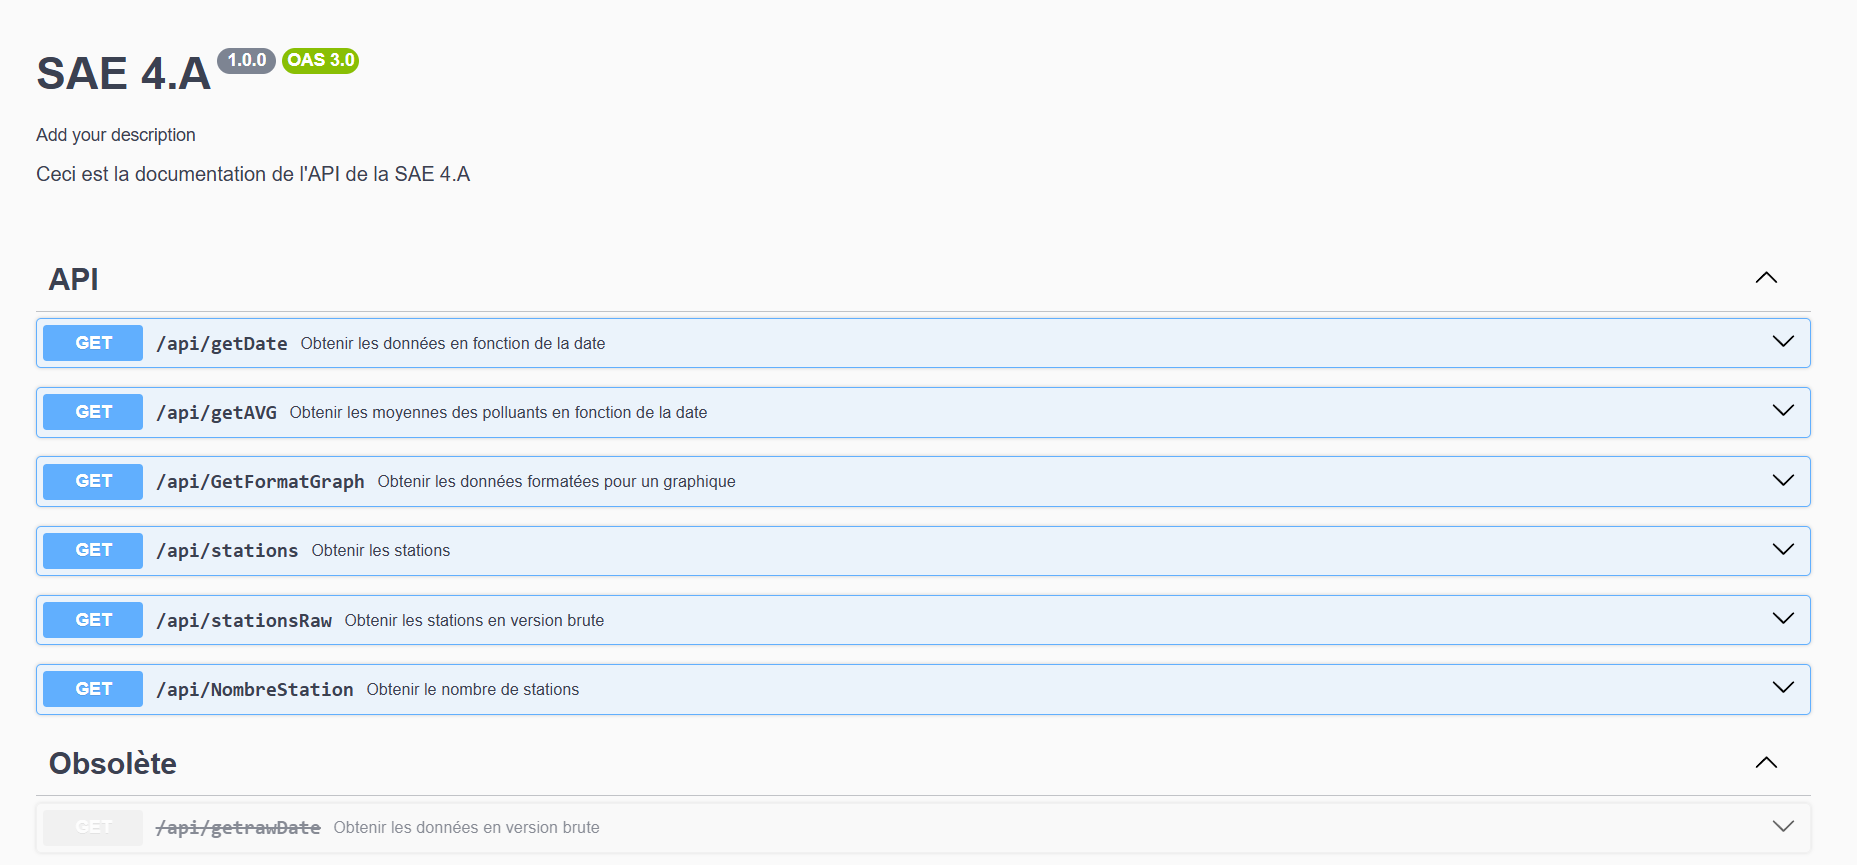 SAE 4.A 1.0.0 OAS 3.0
Add your description
Ceci est la documentation de l'API de la SAE 4.A
API
GET /api/getDate Obtenir les données en fonction de la date
GET /api/getAVG Obtenir les moyennes des polluants en fonction de la date
GET /api/GetFormatGraph Obtenir les données formatées pour un graphique
GET /api/stations Obtenir les stations
GET /api/stationsRaw Obtenir les stations en version brute
GET /api/NombreStation Obtenir le nombre de stations
Obsolète
GET /api/getrawDate Obtenir les données en version brute